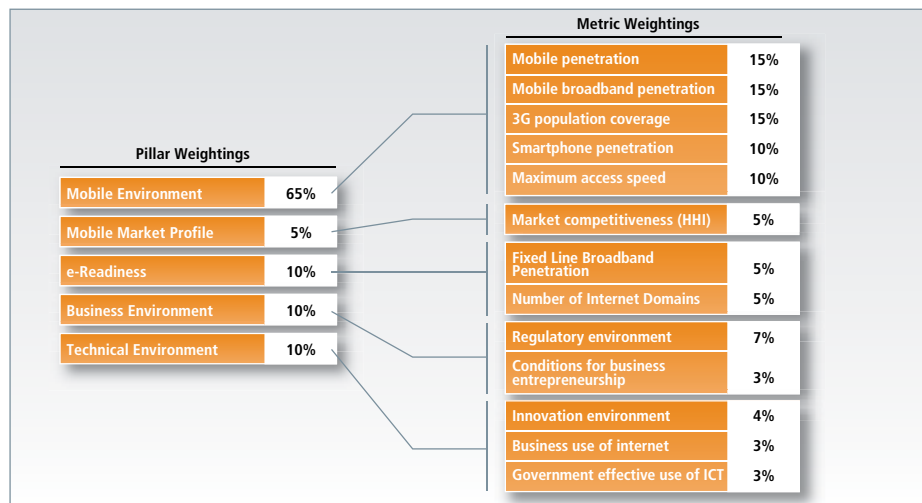 Metric Weightings
Mobile penetration 15%
Mobile broadband penetration 15%
3G population coverage 15%
Smartphone penetration 10%
Maximum access speed 10%
Pillar Weightings
Mobile Environment 65%
Mobile Market Profile 5%
e-Readiness 10%
Business Environment 10%
Technical Environment 10%
Market competitiveness (HHI) 5%
Fixed Line Broadband
Penetration 5%
Number of Internet Domains 5%
Regulatory environment 7%
Conditions for business
entrepreneurship 3%
Innovation environment 4%
Business use of internet 3%
Government effective use of ICT 3%